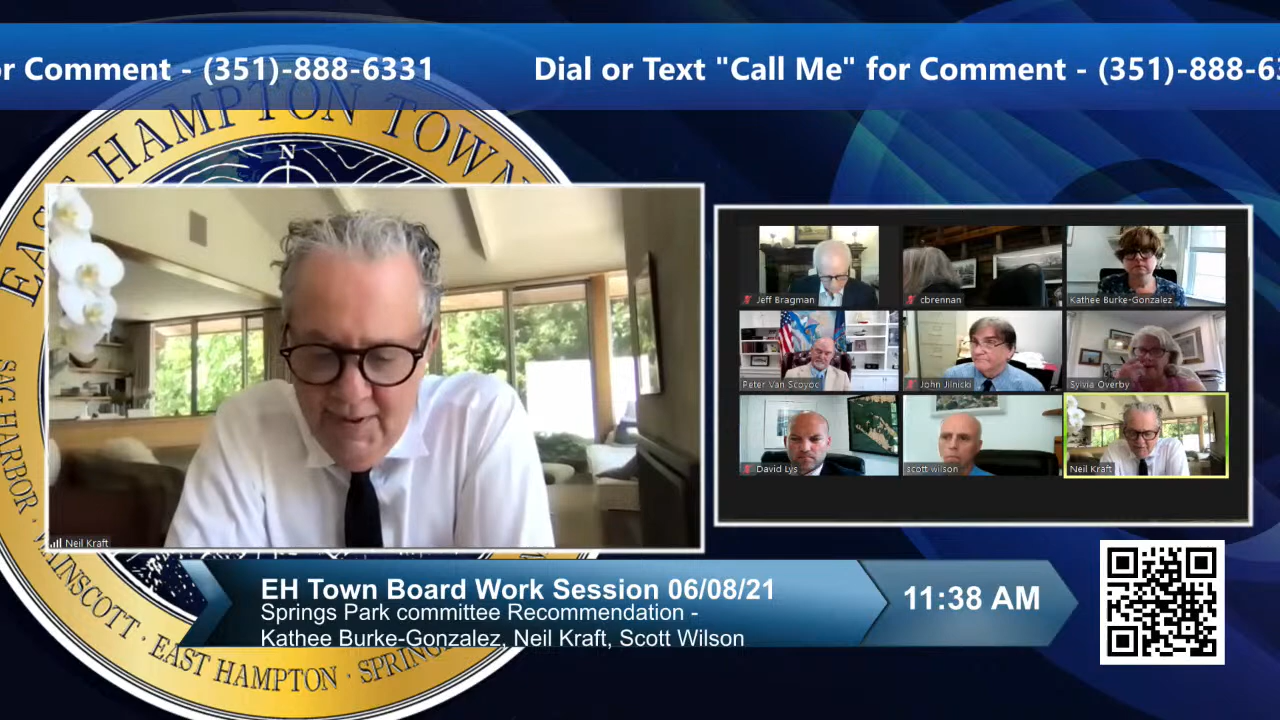 or Comment - (351)-888-6331 Dial or Text "Call Me" for Comment - (351)-888-63
EAST HAMPTON TOWN
N
Jeff Bragman
cbrennan
Kathee Burke-Gonzalez
Peter Van Scoyoc
John Jilnicki
Sylvia Overby
David Lys
scott wilson
Neil Kraft
Neil Kraft
SAG HARBOR · WAINSCOTT · EAST HAMPTON · SPRING
EH Town Board Work Session 06/08/21
11:38 AM
Springs Park committee Recommendation -
Kathee Burke-Gonzalez, Neil Kraft, Scott Wilson